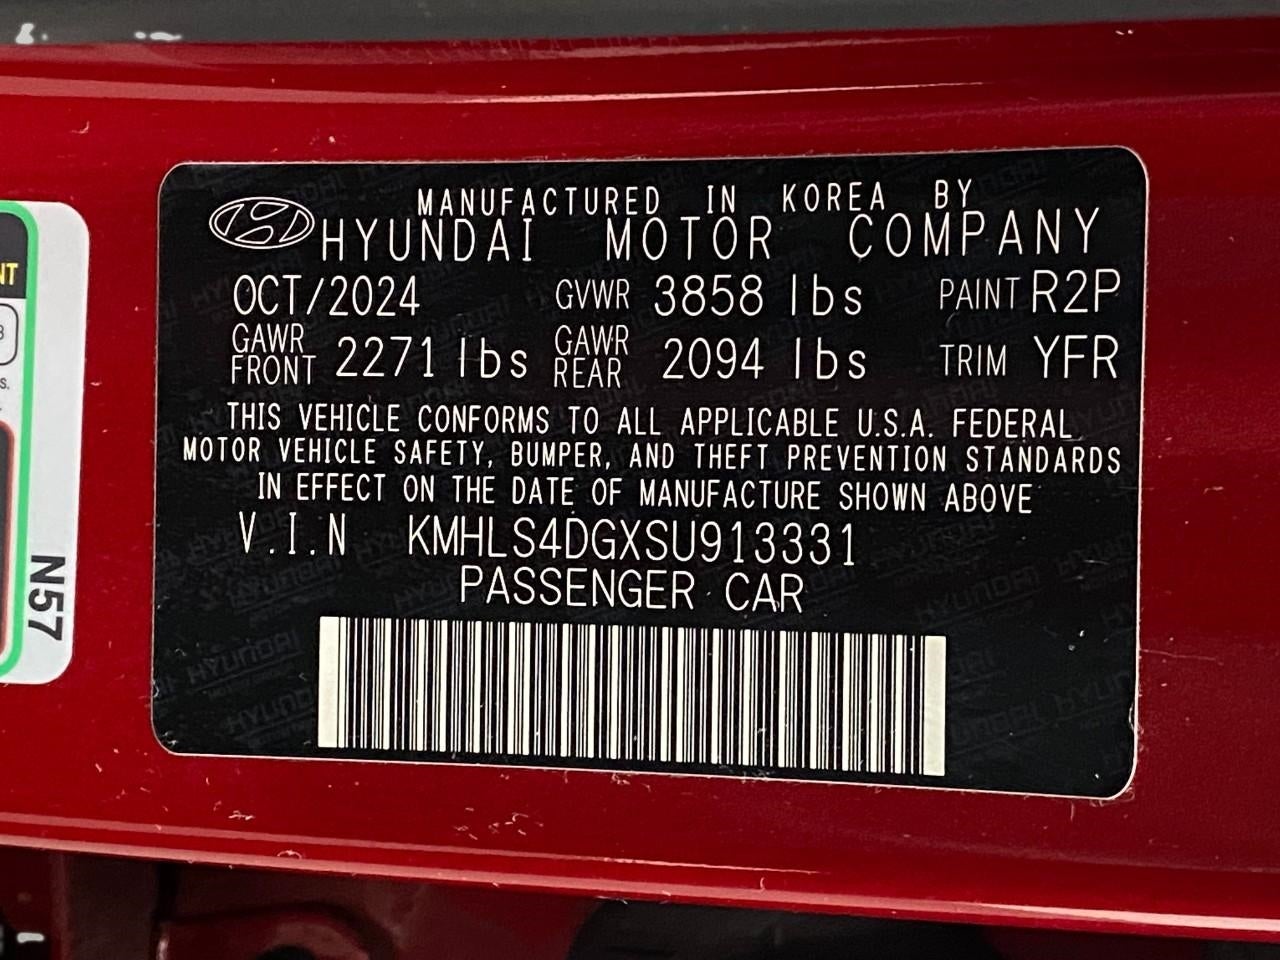 MANUFACTURED IN KOREA BY
HYUNDAI MOTOR COMPANY
OCT/2024 GVWR 3858 lbs PAINT R2P
GAWR FRONT 2271 lbs GAWR REAR 2094 lbs TRIM YFR
THIS VEHICLE CONFORMS TO ALL APPLICABLE U.S.A. FEDERAL
MOTOR VEHICLE SAFETY, BUMPER, AND THEFT PREVENTION STANDARDS
IN EFFECT ON THE DATE OF MANUFACTURE SHOWN ABOVE
V.I.N KMHLS4DGXSU913331
PASSENGER CAR
N57